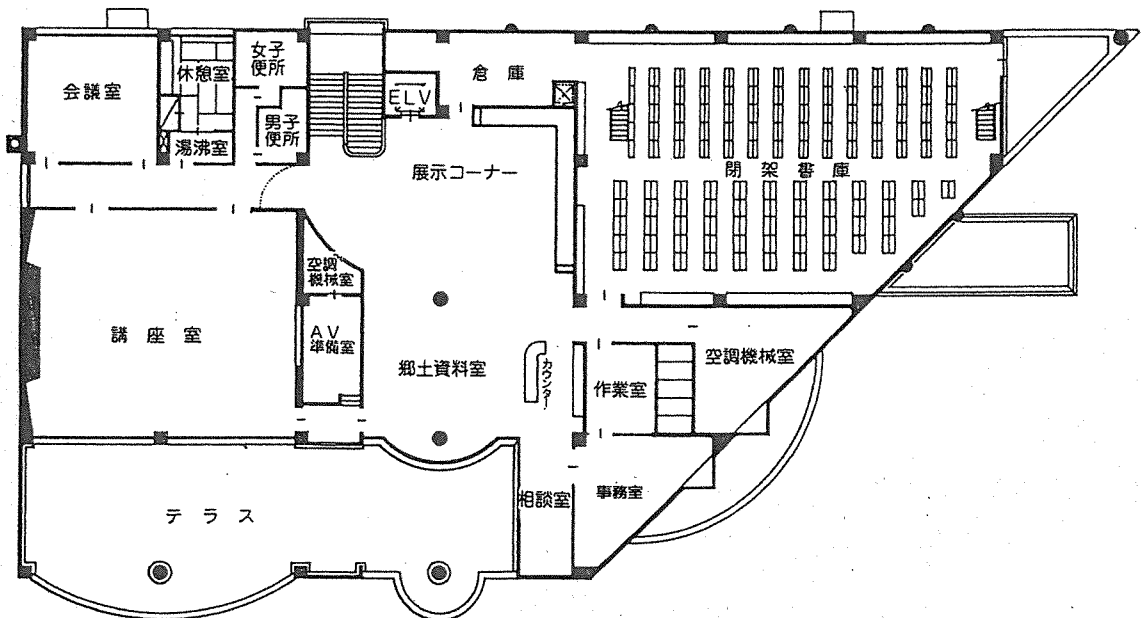 会議室
休憩室
湯沸室
女子
便所
男子
便所
ELV
倉庫
展示コーナー
閉架書庫
空調
機械室
AV
準備室
講座室
郷土資料室
カウンター
作業室
空調機械室
相談室
事務室
テラス